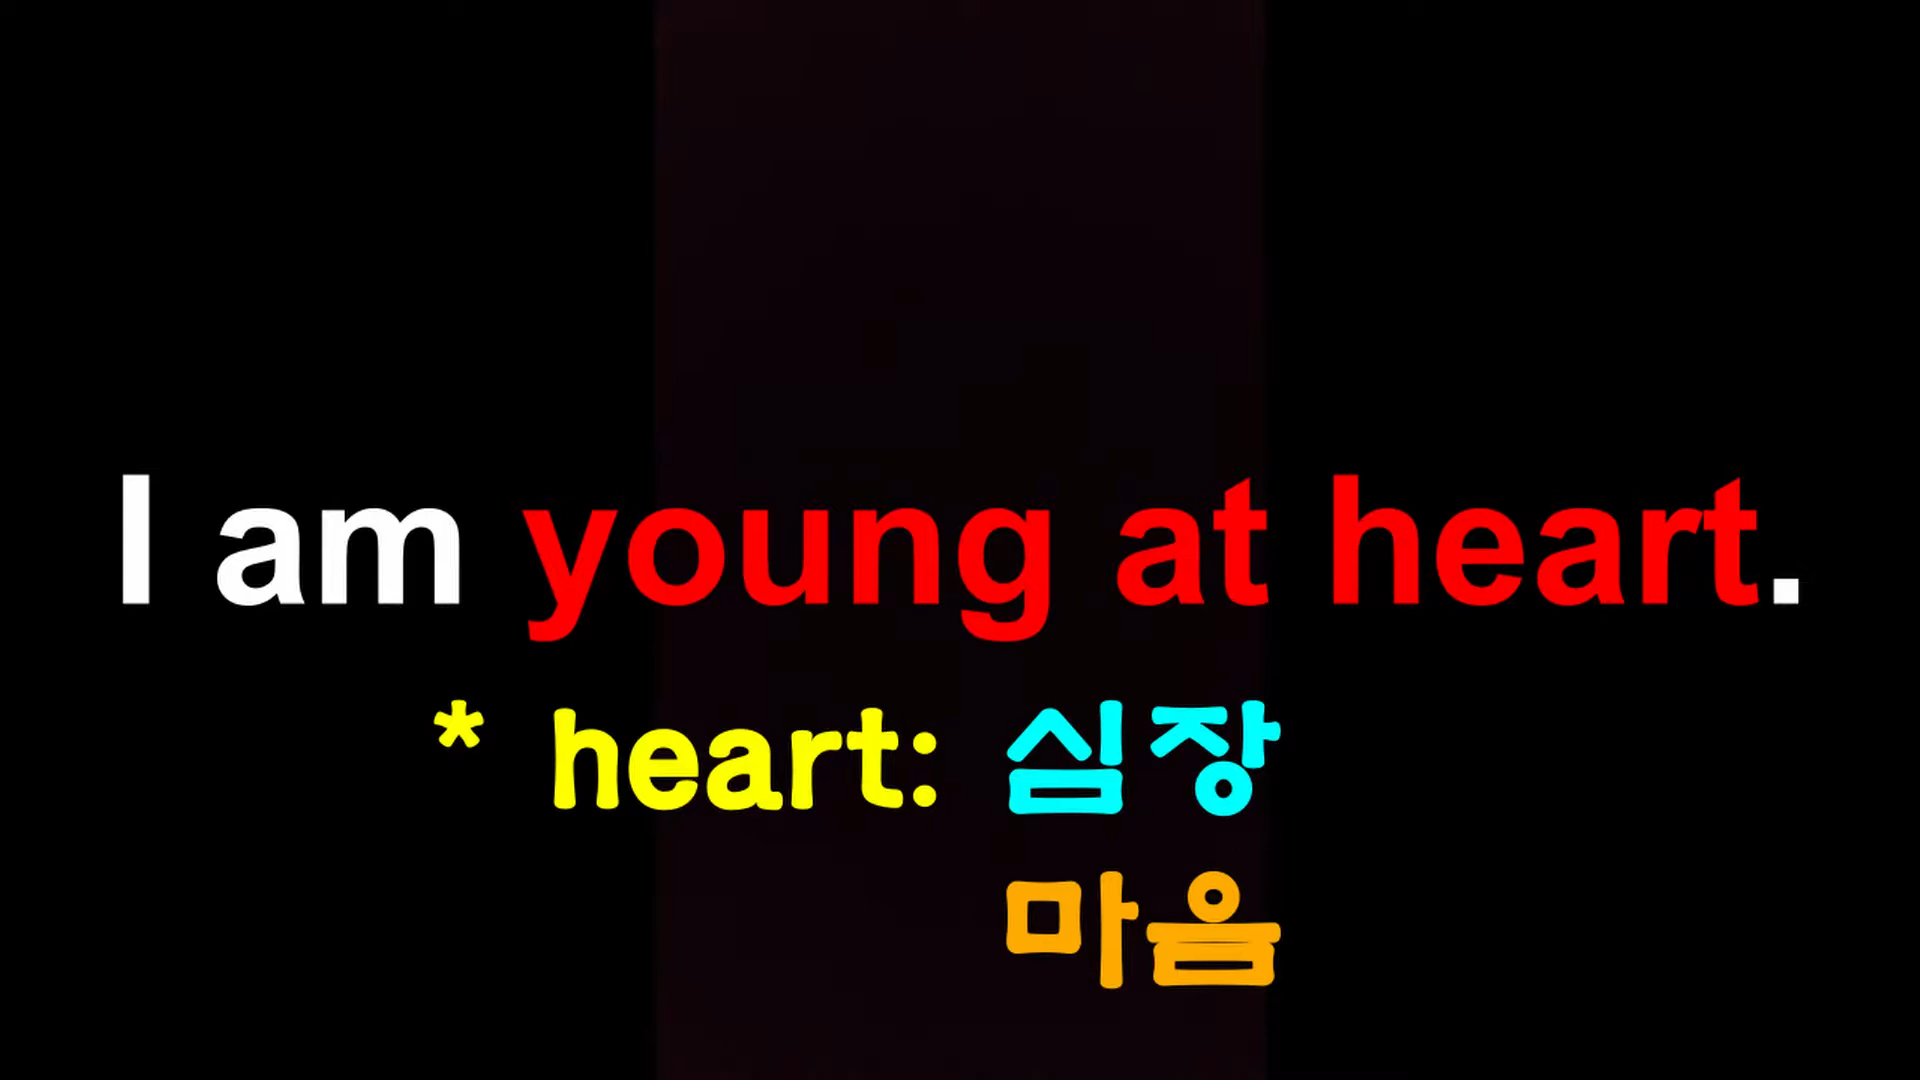 I am young at heart.
* heart: 심장
마음